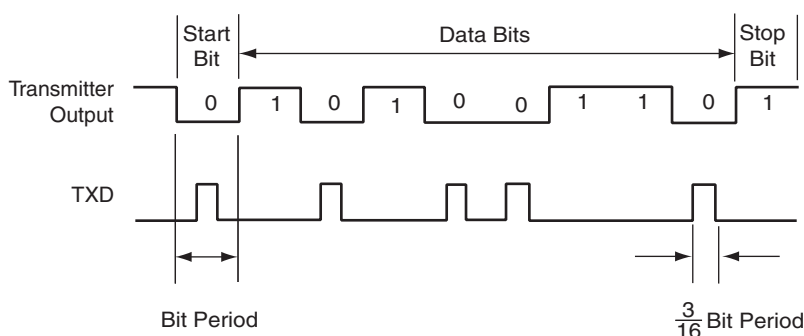 Start
Bit
Data Bits
Stop
Bit
Transmitter
Output
0 1 0 1 0 0 1 1 0 1
TXD
Bit Period
3/16 Bit Period